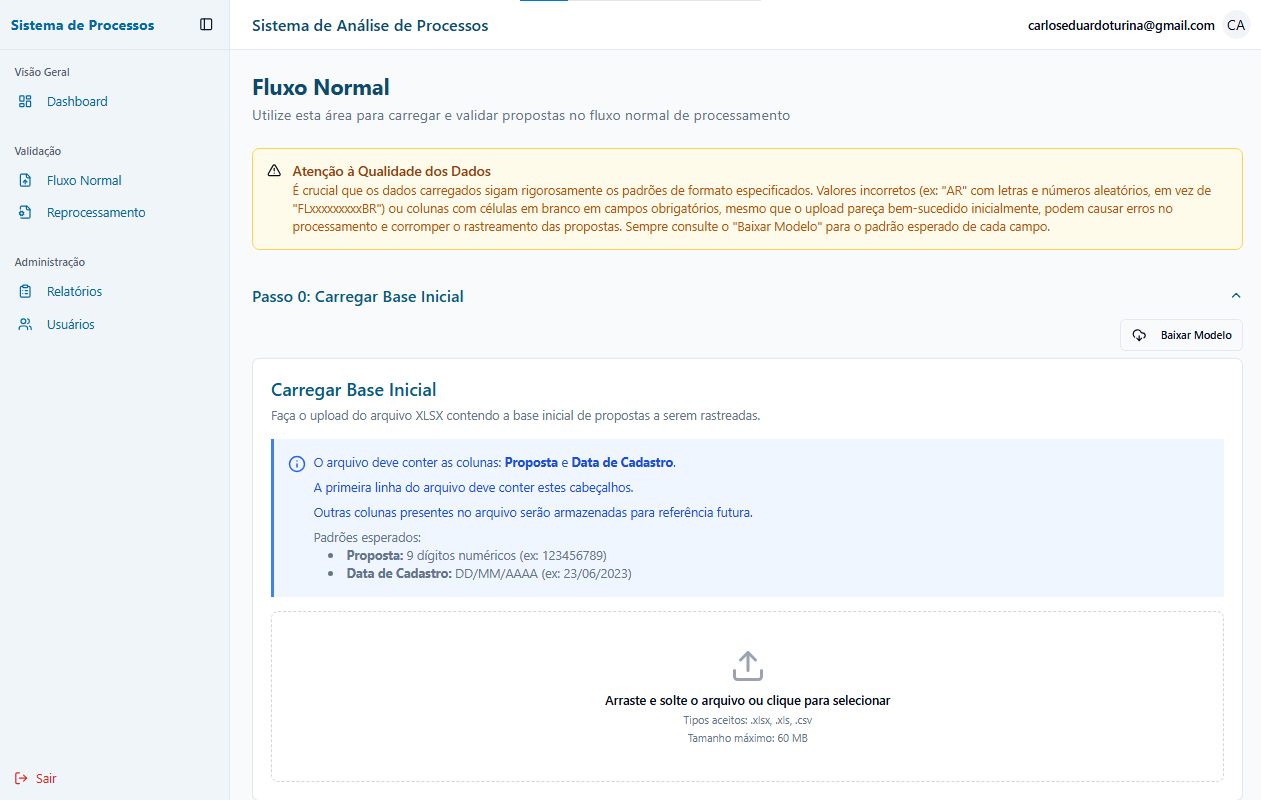 Sistema de Processos
Sistema de Análise de Processos
carloseduardoturina@gmail.com
CA
Visão Geral
Dashboard
Validação
Fluxo Normal
Reprocessamento
Administração
Relatórios
Usuários
Sair
Fluxo Normal
Utilize esta área para carregar e validar propostas no fluxo normal de processamento
Atenção à Qualidade dos Dados
É crucial que os dados carregados sigam rigorosamente os padrões de formato especificados. Valores incorretos (ex: "AR" com letras e números aleatórios, em vez de
"FLxxxxxxxxxBR") ou colunas com células em branco em campos obrigatórios, mesmo que o upload pareça bem-sucedido inicialmente, podem causar erros no
processamento e corromper o rastreamento das propostas. Sempre consulte o "Baixar Modelo" para o padrão esperado de cada campo.
Passo 0: Carregar Base Inicial
Baixar Modelo
Carregar Base Inicial
Faça o upload do arquivo XLSX contendo a base inicial de propostas a serem rastreadas.
O arquivo deve conter as colunas: Proposta e Data de Cadastro.
A primeira linha do arquivo deve conter estes cabeçalhos.
Outras colunas presentes no arquivo serão armazenadas para referência futura.
Padrões esperados:
• Proposta: 9 dígitos numéricos (ex: 123456789)
• Data de Cadastro: DD/MM/AAAA (ex: 23/06/2023)
Arraste e solte o arquivo ou clique para selecionar
Tipos aceitos: .xlsx, .xls, .csv
Tamanho máximo: 60 MB